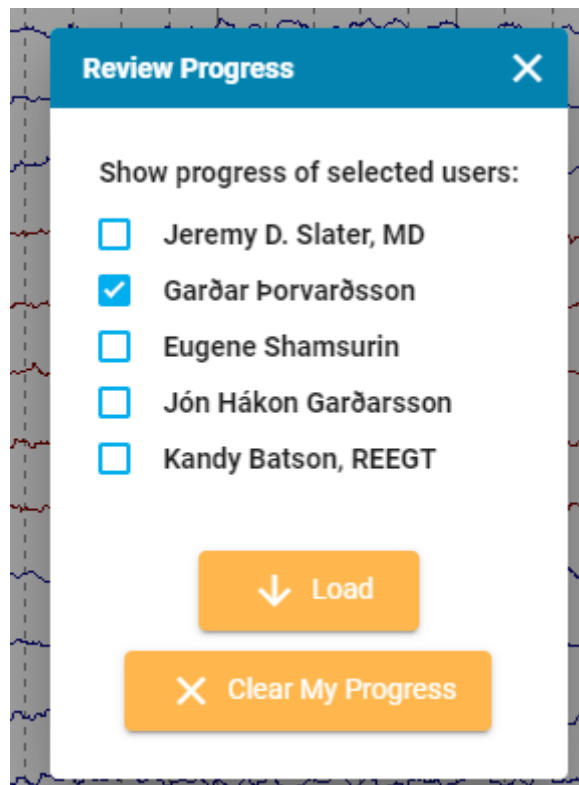 Review Progress
Show progress of selected users:
Jeremy D. Slater, MD
Garðar Þorvarðsson
Eugene Shamsurin
Jón Hákon Garðarsson
Kandy Batson, REEGT
Load
Clear My Progress